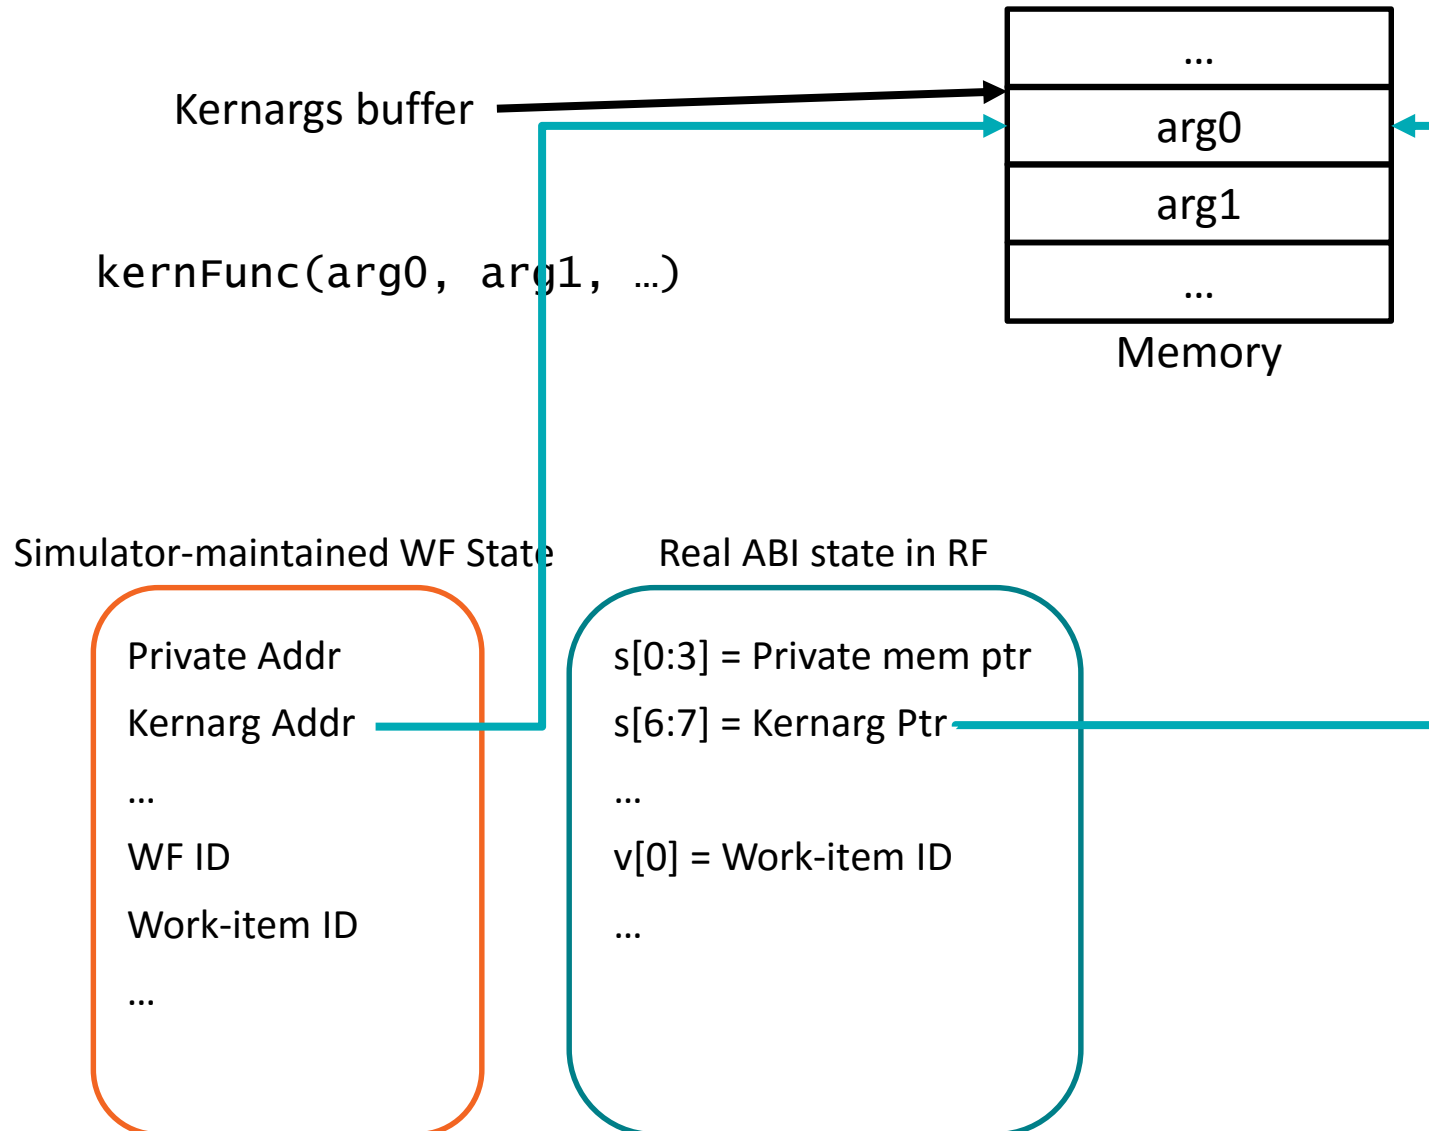 …
Kernargs buffer
arg0
arg1
kernFunc(arg0, arg1, …)
…
Memory
Simulator-maintained WF State
Real ABI state in RF
Private Addr
Kernarg Addr
…
WF ID
Work-item ID
…
s[0:3] = Private mem ptr
s[6:7] = Kernarg Ptr
…
v[0] = Work-item ID
…